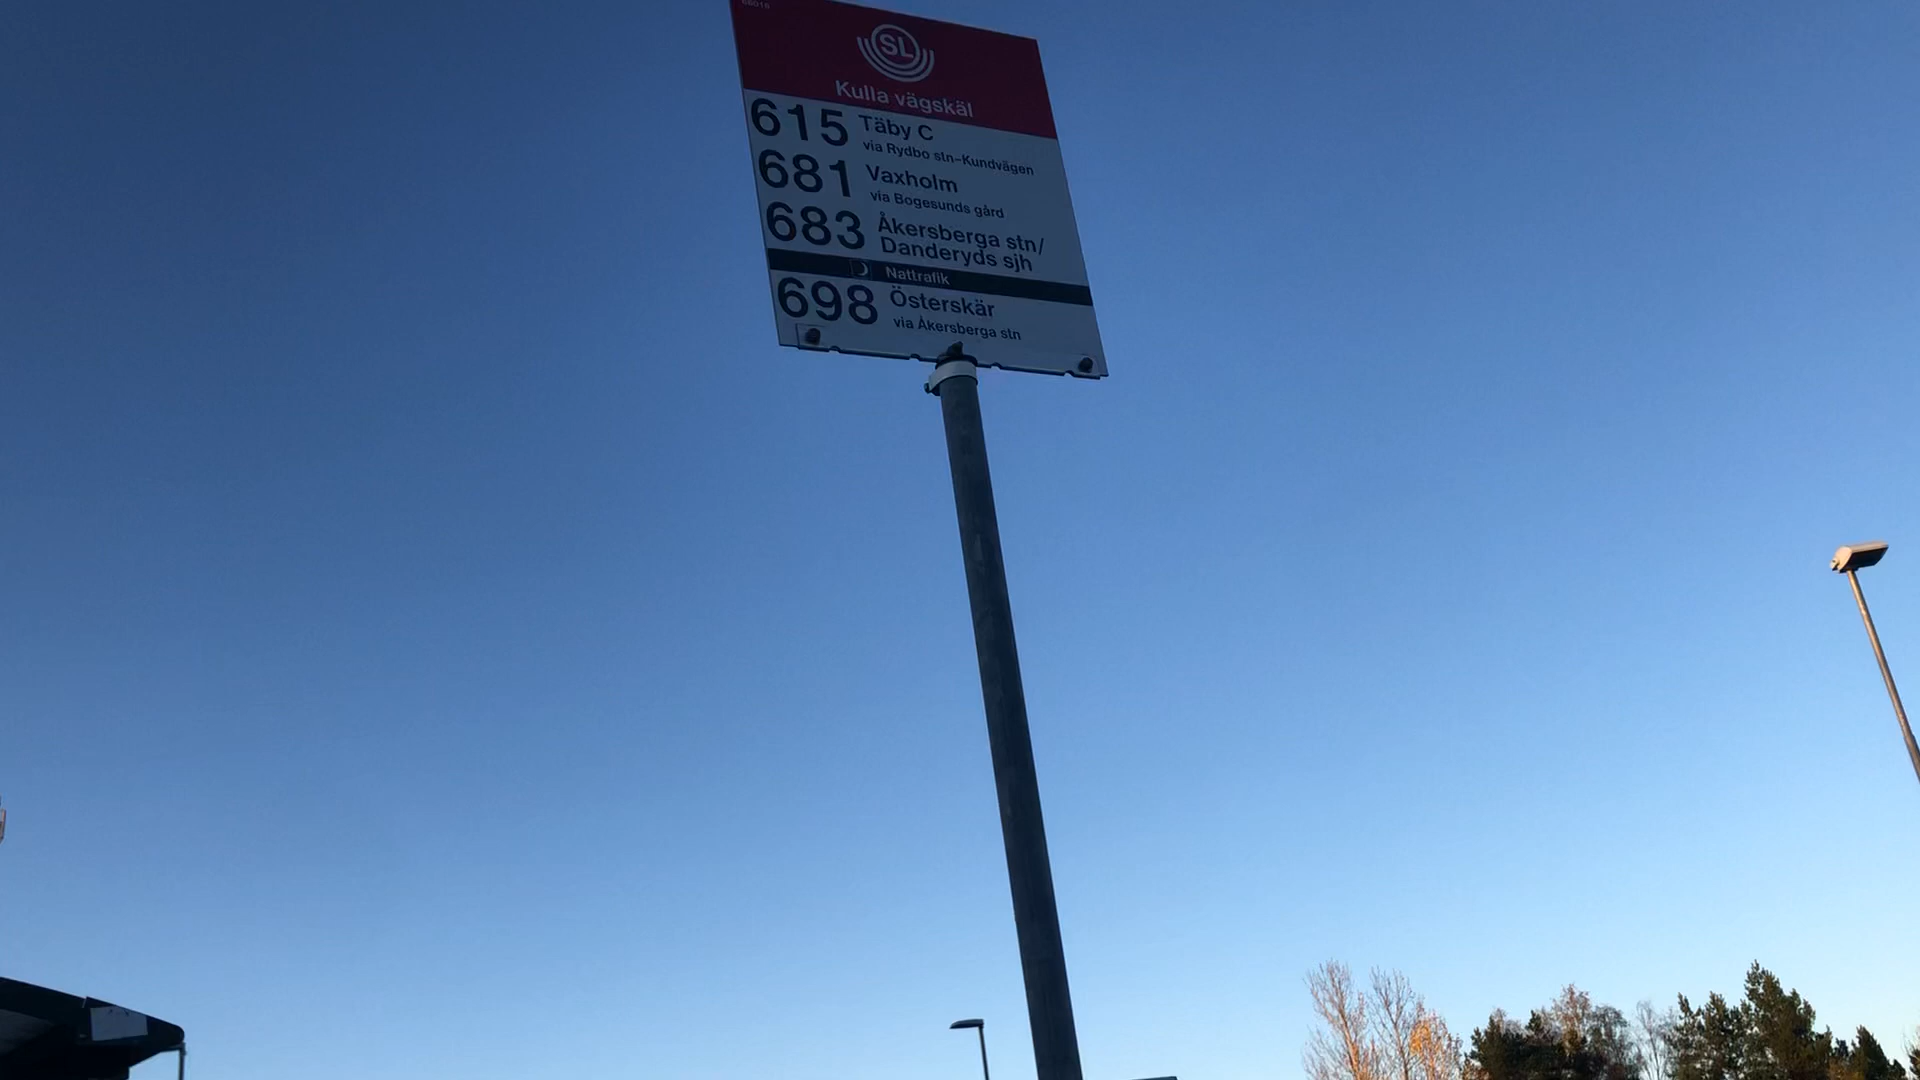 SL
Kulla vägskäl
615 Täby C
via Rydbo stn-Kundvägen
681 Vaxholm
via Bogesunds gård
683 Åkersberga stn/
Danderyds sjh
Nattrafik
698 Österskär
via Åkersberga stn